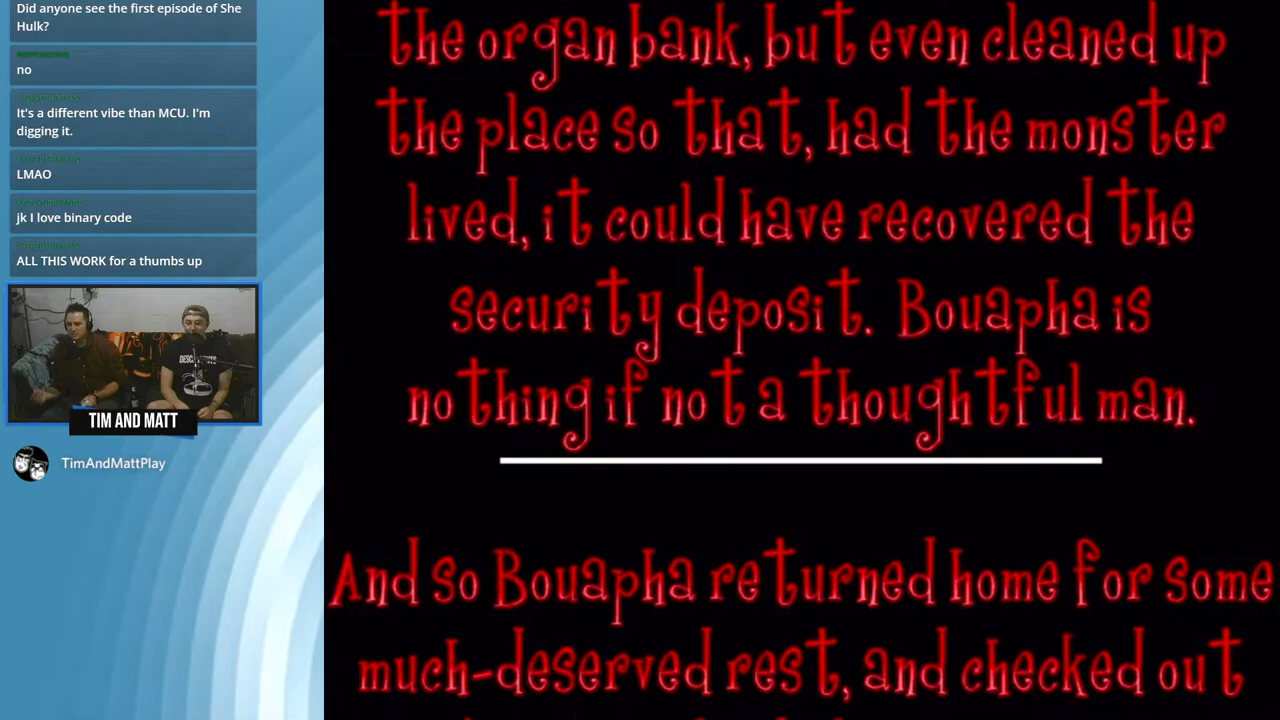 Did anyone see the first episode of She
Hulk?
no
It's a different vibe than MCU. I'm
digging it.
LMAO
jk I love binary code
ALL THIS WORK for a thumbs up
TIM AND MATT
TimAndMattPlay
the organ bank, but even cleaned up
the place so that, had the monster
lived, it could have recovered the
security deposit. Bouapha is
nothing if not a thoughtful man.
And so Bouapha returned home for some
much-deserved rest, and checked out